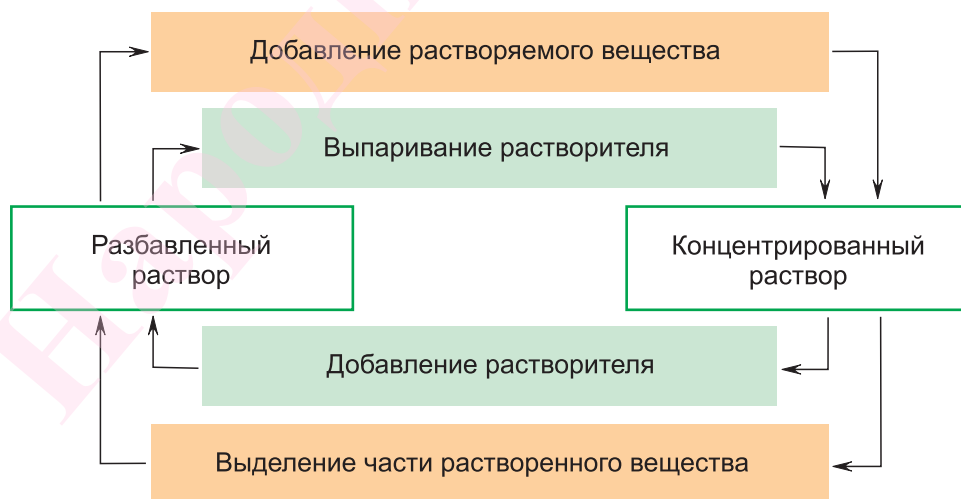 Добавление растворяемого вещества
Выпаривание растворителя
Разбавленный
раствор
Концентрированный
раствор
Добавление растворителя
Выделение части растворенного вещества